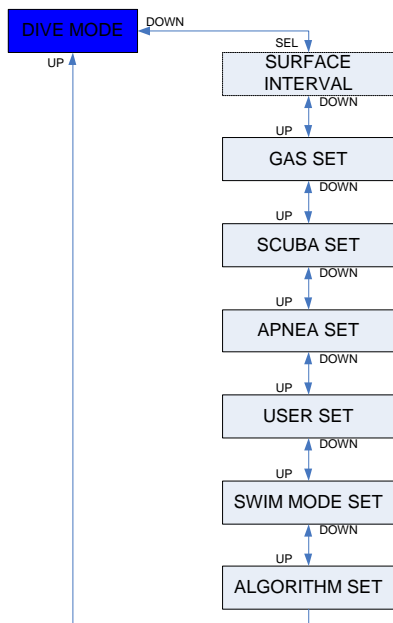 DIVE MODE
DOWN
UP
SEL
SURFACE
INTERVAL
DOWN
UP
GAS SET
DOWN
UP
SCUBA SET
DOWN
UP
APNEA SET
DOWN
UP
USER SET
DOWN
UP
SWIM MODE SET
DOWN
UP
ALGORITHM SET